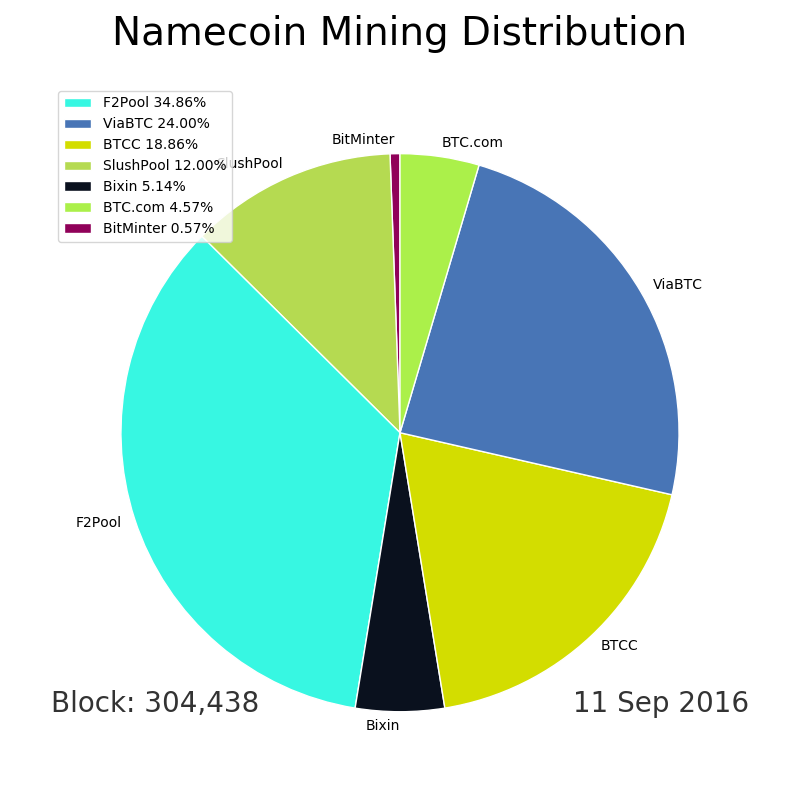 Namecoin Mining Distribution
F2Pool 34.86%
ViaBTC 24.00%
BTCC 18.86%
SlushPool 12.00%
Bixin 5.14%
BTC.com 4.57%
BitMinter 0.57%
BitMinter
BTC.com
SlushPool
ViaBTC
F2Pool
BTCC
Block: 304,438
11 Sep 2016
Bixin